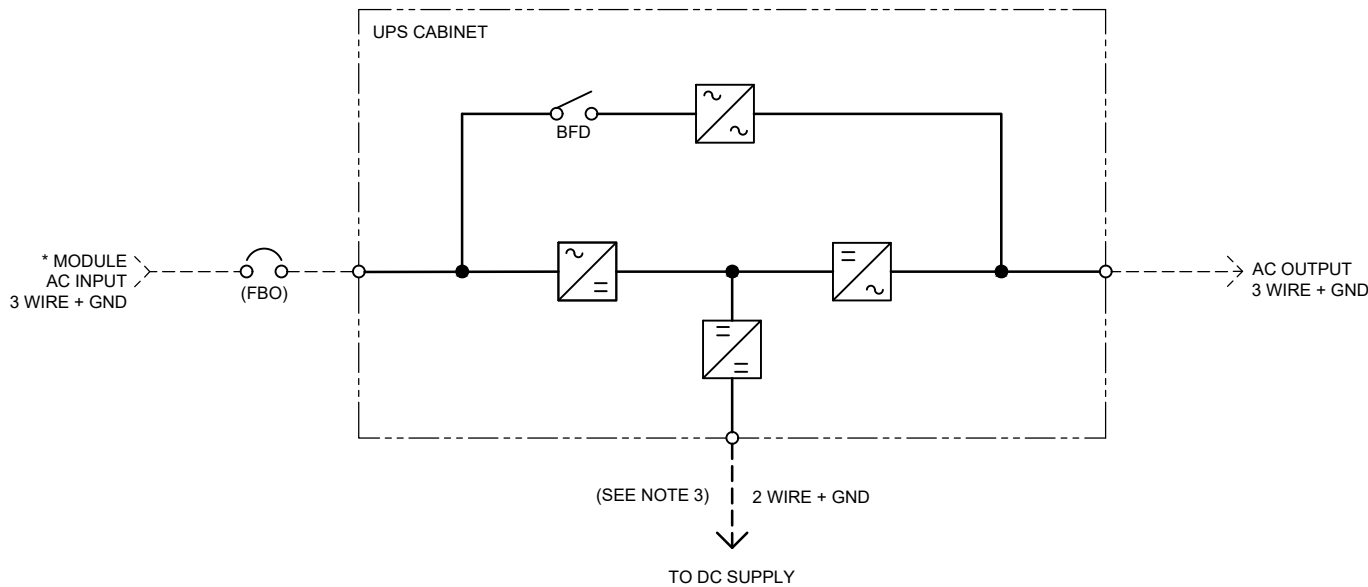 UPS CABINET
BFD
* MODULE
AC INPUT
3 WIRE + GND
(FBO)
AC OUTPUT
3 WIRE + GND
(SEE NOTE 3)
2 WIRE + GND
TO DC SUPPLY